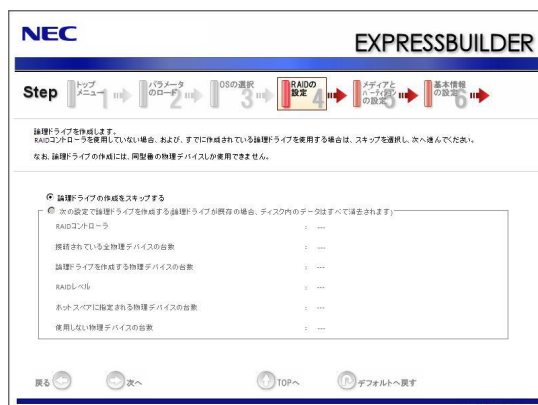 NEC
EXPRESSBUILDER
Step
トップ
メニュー 1
パラメータ
のロード 2
OSの選択
3
RAIDの
設定 4
メディアと
パーティション
の設定 5
基本情報
の設定 6
論理ドライブを作成します。
RAIDコントローラを使用していない場合、および、すでに作成されている論理ドライブを使用する場合は、スキップを選択し、次へ進んでください。
なお、論理ドライブの作成には、同型番の物理デバイスしか使用できません。
論理ドライブの作成をスキップする
次の設定で論理ドライブを作成する(論理ドライブが既存の場合、ディスク内のデータはすべて消去されます)
RAIDコントローラ : ---
接続されている全物理デバイスの台数 : ---
論理ドライブを作成する物理デバイスの台数 : ---
RAIDレベル : ---
ホットスペアに指定される物理デバイスの台数 : ---
使用しない物理デバイスの台数 : ---
戻る 次へ TOPへ デフォルトへ戻す